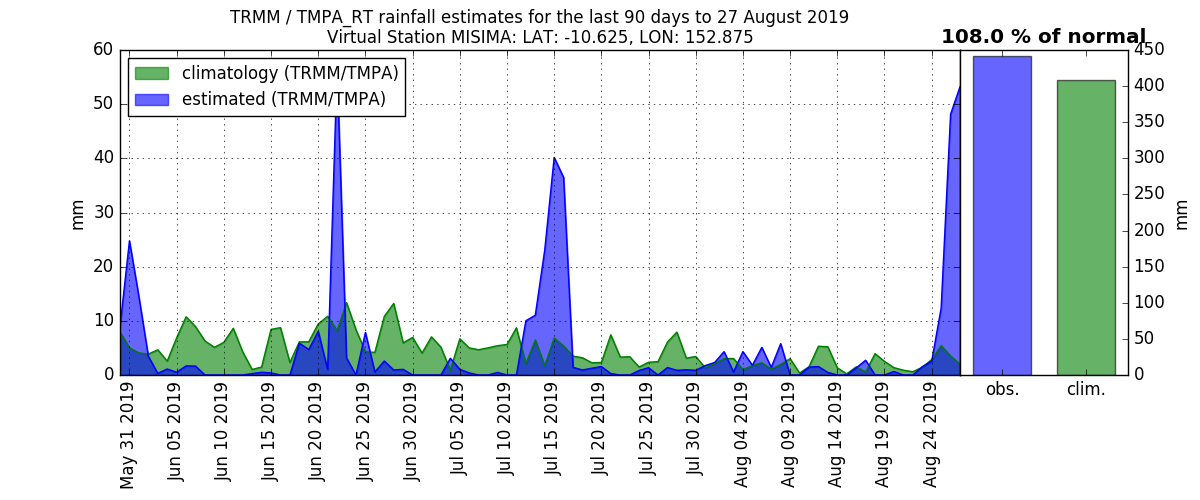 TRMM / TMPA_RT rainfall estimates for the last 90 days to 27 August 2019
Virtual Station MISIMA: LAT: -10.625, LON: 152.875
108.0 % of normal
climatology (TRMM/TMPA)
estimated (TRMM/TMPA)
60
50
40
30
20
10
0
mm
450
400
350
300
250
200
150
100
50
0
mm
May 31 2019
Jun 05 2019
Jun 10 2019
Jun 15 2019
Jun 20 2019
Jun 25 2019
Jun 30 2019
Jul 05 2019
Jul 10 2019
Jul 15 2019
Jul 20 2019
Jul 25 2019
Jul 30 2019
Aug 04 2019
Aug 09 2019
Aug 14 2019
Aug 19 2019
Aug 24 2019
obs.
clim.